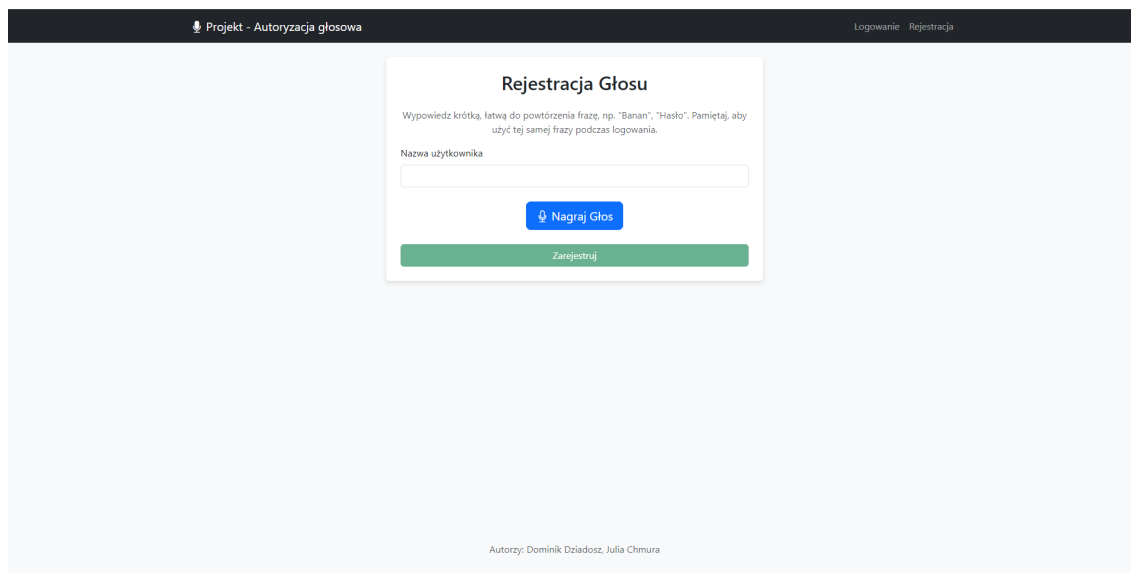 Projekt - Autoryzacja głosowa
Logowanie Rejestracja
Rejestracja Głosu
Wypowiedz krótką, łatwą do powtórzenia frazę, np. "Banan", "Hasło". Pamiętaj, aby
użyć tej samej frazy podczas logowania.
Nazwa użytkownika
Nagraj Głos
Zarejestruj
Autorzy: Dominik Dziadosz, Julia Chmura